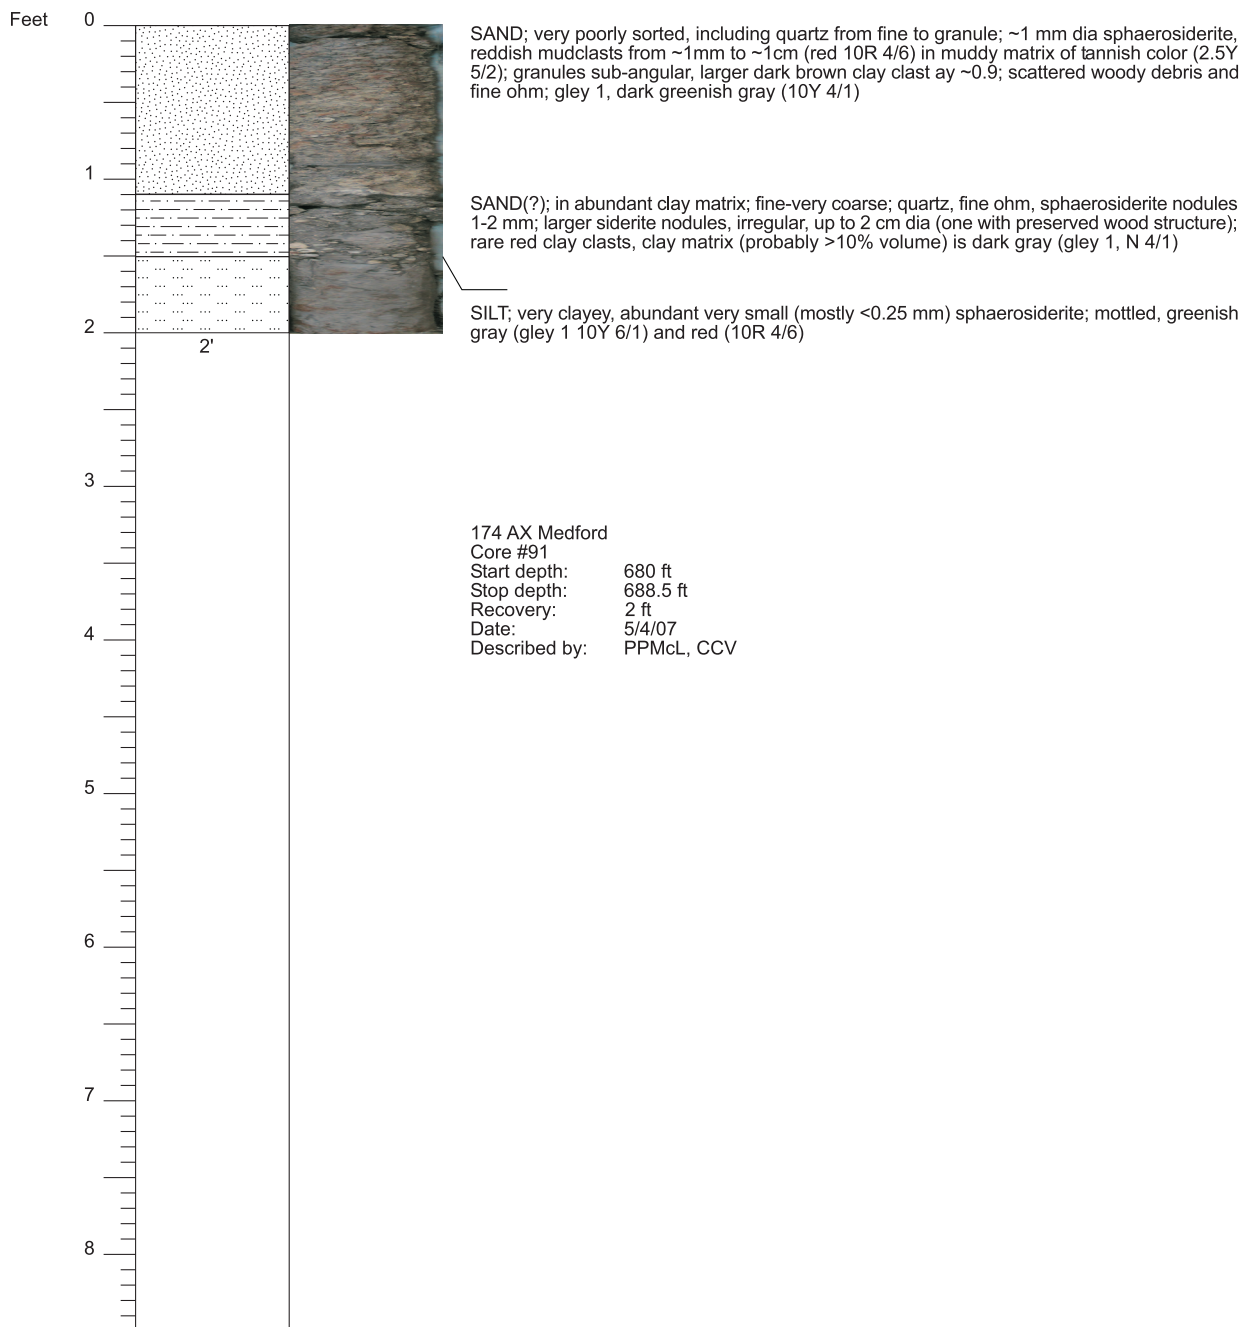 Feet
0
SAND; very poorly sorted, including quartz from fine to granule; ~1 mm dia sphaerosiderite,
reddish mudclasts from ~1mm to ~1cm (red 10R 4/6) in muddy matrix of tannish color (2.5Y
5/2); granules sub-angular, larger dark brown clay clast ay ~0.9; scattered woody debris and
fine ohm; gley 1, dark greenish gray (10Y 4/1)
1
SAND(?); in abundant clay matrix; fine-very coarse; quartz, fine ohm, sphaerosiderite nodules
1-2 mm; larger siderite nodules, irregular, up to 2 cm dia (one with preserved wood structure);
rare red clay clasts, clay matrix (probably >10% volume) is dark gray (gley 1, N 4/1)
SILT; very clayey, abundant very small (mostly <0.25 mm) sphaerosiderite; mottled, greenish
gray (gley 1 10Y 6/1) and red (10R 4/6)
2
2'
3
174 AX Medford
Core #91
Start depth: 680 ft
Stop depth: 688.5 ft
Recovery: 2 ft
Date: 5/4/07
Described by: PPMcL, CCV
4
5
6
7
8